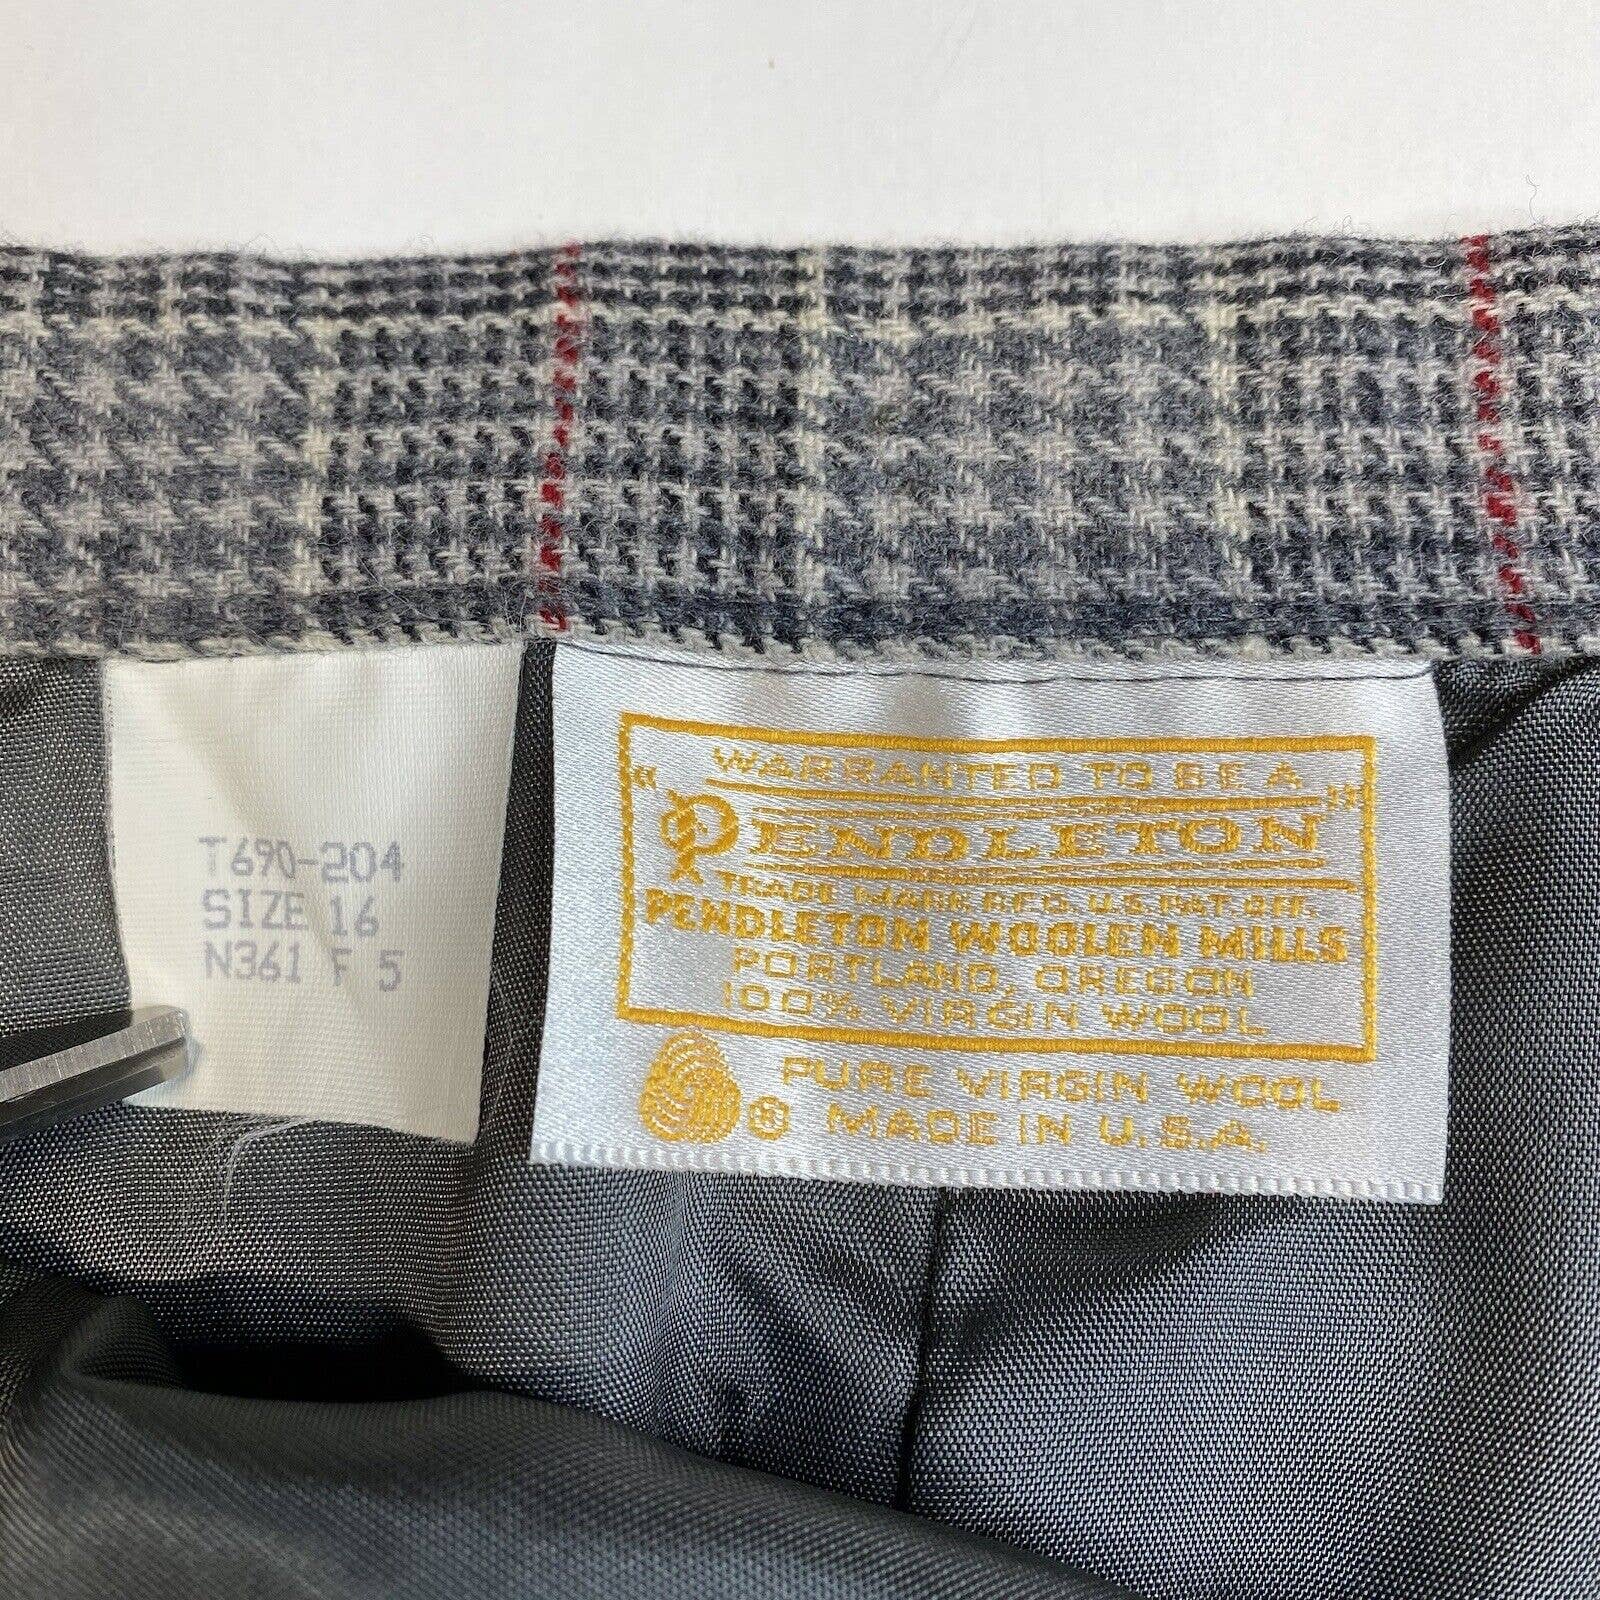 T690-204
SIZE 16
N361 F 5
"WARRANTED TO BE A
PENDLETON"
TRADE MARK REG. U.S. PAT. OFF.
PENDLETON WOOLEN MILLS
PORTLAND, OREGON
100% VIRGIN WOOL
PURE VIRGIN WOOL
® MADE IN U.S.A.